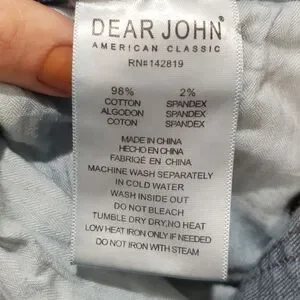 DEAR JOHN
AMERICAN CLASSIC
RN#142819
98% 2%
COTTON SPANDEX
ALGODON SPANDEX
COTON SPANDEX
MADE IN CHINA
HECHO EN CHINA
FABRIQÉ EN CHINA
MACHINE WASH SEPARATELY
IN COLD WATER
WASH INSIDE OUT
DO NOT BLEACH
TUMBLE DRY DRY, NO HEAT
LOW HEAT IRON ONLY IF NEEDED
DO NOT IRON WITH STEAM